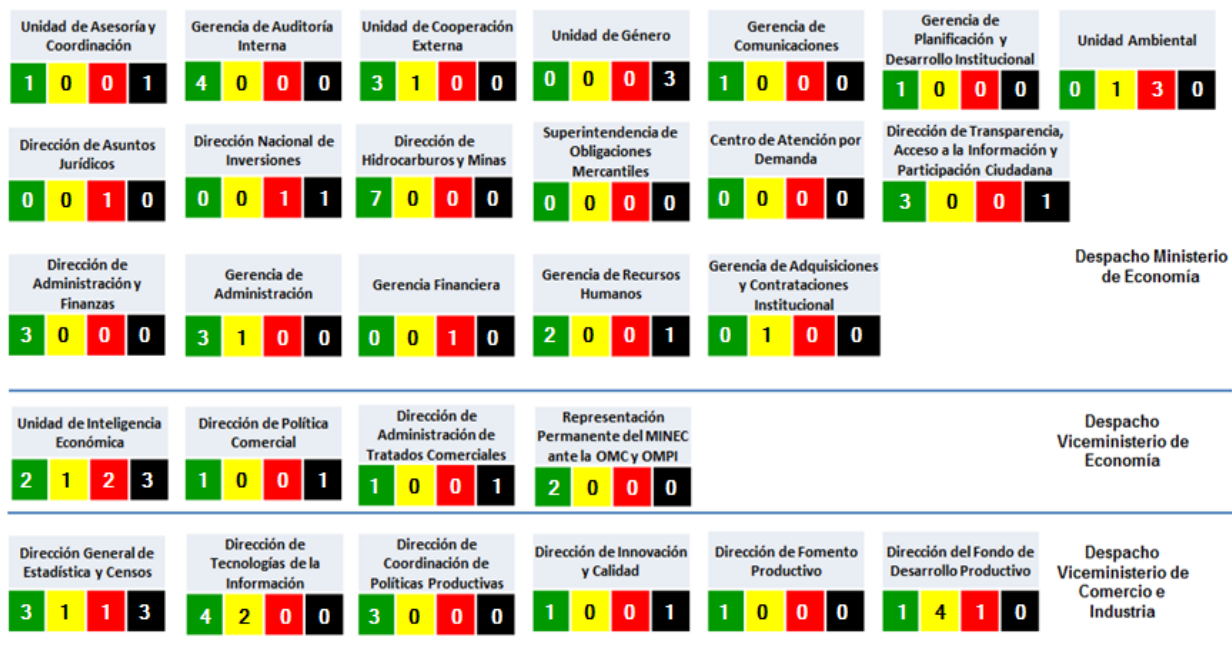 Unidad de Asesoría y
Coordinación
1 0 0 1
Gerencia de Auditoría
Interna
4 0 0 0
Unidad de Cooperación
Externa
3 1 0 0
Unidad de Género
0 0 0 3
Gerencia de
Comunicaciones
1 0 0 0
Gerencia de
Planificación y
Desarrollo Institucional
1 0 0 0
Unidad Ambiental
0 1 3 0
Dirección de Asuntos
Jurídicos
0 0 1 0
Dirección Nacional de
Inversiones
0 0 1 1
Dirección de
Hidrocarburos y Minas
7 0 0 0
Superintendencia de
Obligaciones
Mercantiles
0 0 0 0
Centro de Atención por
Demanda
0 0 0 0
Dirección de Transparencia,
Acceso a la Información y
Participación Ciudadana
3 0 0 1
Dirección de
Administración y
Finanzas
3 0 0 0
Gerencia de
Administración
3 1 0 0
Gerencia Financiera
0 0 1 0
Gerencia de Recursos
Humanos
2 0 0 1
Gerencia de Adquisiciones
y Contrataciones
Institucional
0 1 0 0
Despacho Ministerio
de Economía
Unidad de Inteligencia
Económica
2 1 2 3
Dirección de Política
Comercial
1 0 0 1
Dirección de
Administración de
Tratados Comerciales
1 0 0 1
Representación
Permanente del MINEC
ante la OMC y OMPI
2 0 0 0
Despacho
Viceministerio de
Economía
Dirección General de
Estadística y Censos
3 1 1 3
Dirección de
Tecnologías de la
Información
4 2 0 0
Dirección de
Coordinación de
Políticas Productivas
3 0 0 0
Dirección de Innovación
y Calidad
1 0 0 1
Dirección de Fomento
Productivo
1 0 0 0
Dirección del Fondo de
Desarrollo Productivo
1 4 1 0
Despacho
Viceministerio de
Comercio e
Industria